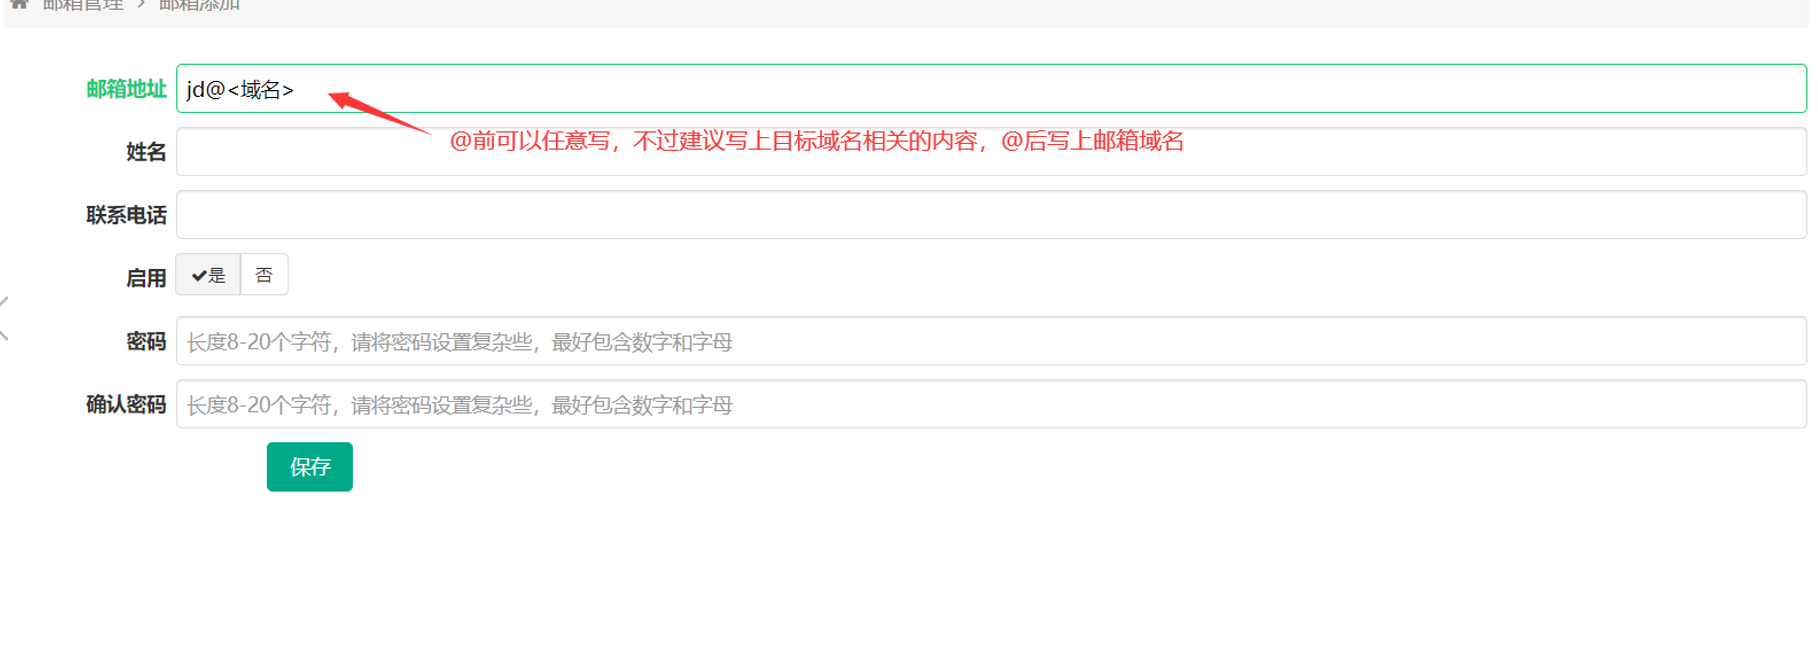 邮箱管理 > 邮箱添加
邮箱地址 jd@<域名>
@前可以任意写，不过建议写上目标域名相关的内容，@后写上邮箱域名
姓名
联系电话
启用 是 否
密码 长度8-20个字符，请将密码设置复杂些，最好包含数字和字母
确认密码 长度8-20个字符，请将密码设置复杂些，最好包含数字和字母
保存